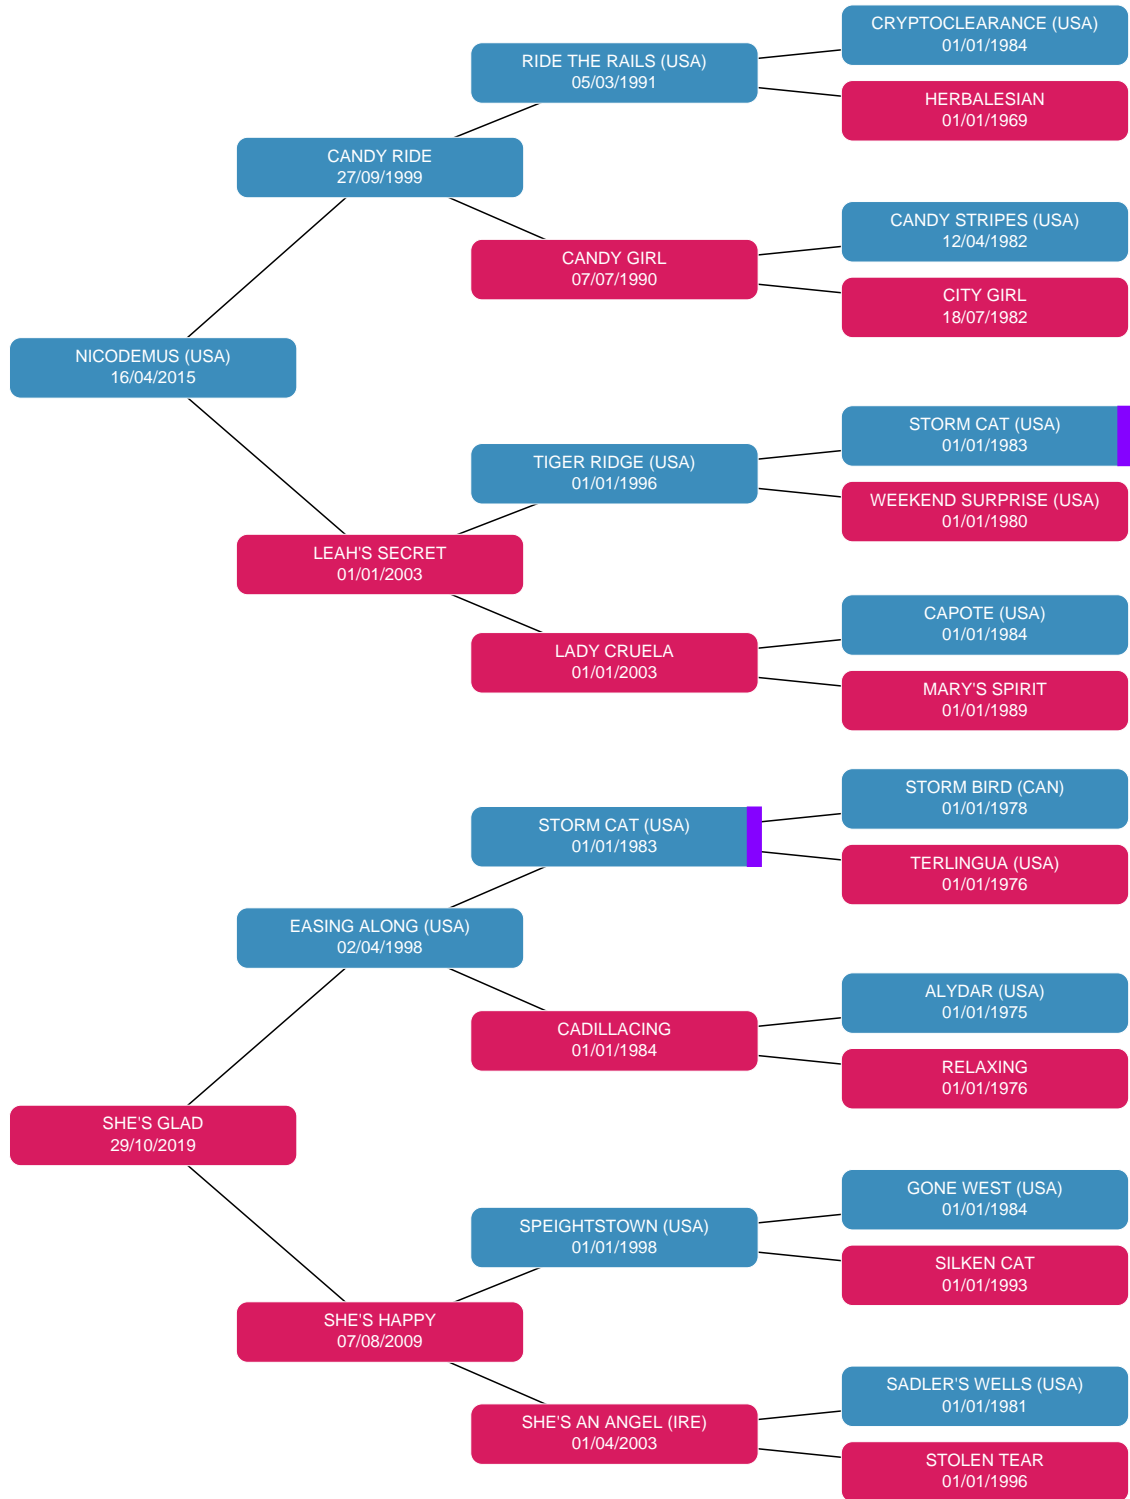 CRYPTOCLEARANCE (USA)
01/01/1984
RIDE THE RAILS (USA)
05/03/1991
HERBALESIAN
01/01/1969
CANDY RIDE
27/09/1999
CANDY STRIPES (USA)
12/04/1982
CANDY GIRL
07/07/1990
CITY GIRL
18/07/1982
NICODEMUS (USA)
16/04/2015
STORM CAT (USA)
01/01/1983
TIGER RIDGE (USA)
01/01/1996
WEEKEND SURPRISE (USA)
01/01/1980
LEAH'S SECRET
01/01/2003
CAPOTE (USA)
01/01/1984
LADY CRUELA
01/01/2003
MARY'S SPIRIT
01/01/1989
STORM BIRD (CAN)
01/01/1978
STORM CAT (USA)
01/01/1983
TERLINGUA (USA)
01/01/1976
EASING ALONG (USA)
02/04/1998
ALYDAR (USA)
01/01/1975
CADILLACING
01/01/1984
RELAXING
01/01/1976
SHE'S GLAD
29/10/2019
GONE WEST (USA)
01/01/1984
SPEIGHTSTOWN (USA)
01/01/1998
SILKEN CAT
01/01/1993
SHE'S HAPPY
07/08/2009
SADLER'S WELLS (USA)
01/01/1981
SHE'S AN ANGEL (IRE)
01/04/2003
STOLEN TEAR
01/01/1996